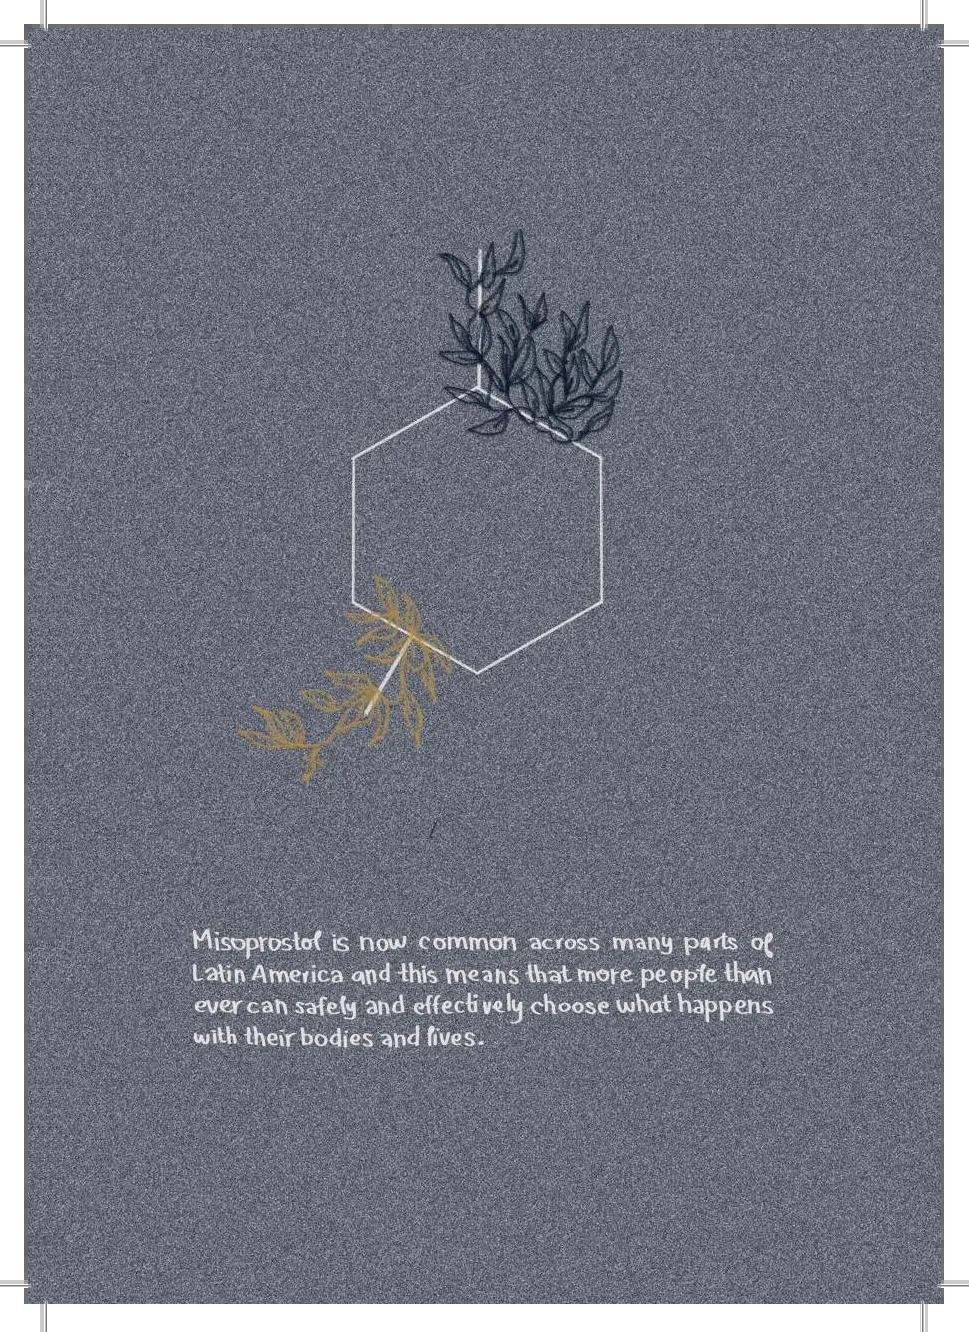 Misoprostol is now common across many parts of
Latin America and this means that more people than
ever can safely and effectively choose what happens
with their bodies and lives.